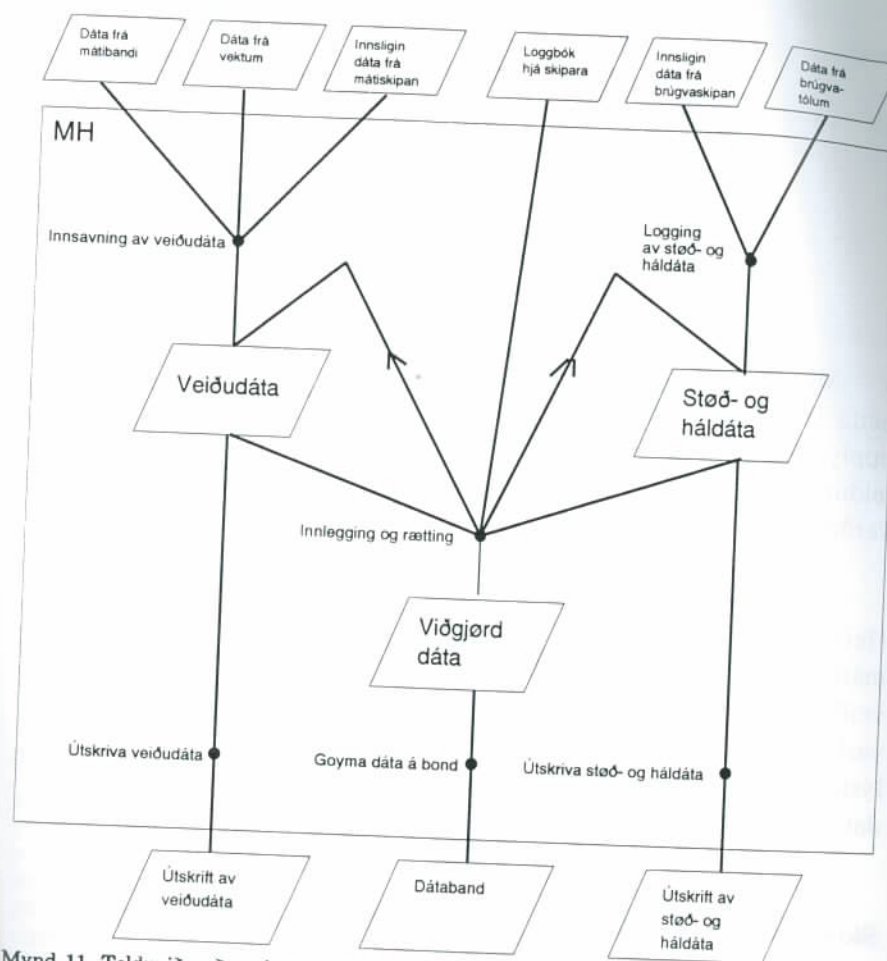 Dáta frá
mátibandi
Dáta frá
vektum
Innsligin
dáta frá
mátiskipan
Loggbók
hjá skipara
Innsligin
dáta frá
brúgvaskipan
Dáta frá
brúgva-
tólum
MH
Innsavning av veiðudáta
Logging
av støð- og
háldáta
Veiðudáta
Støð- og
háldáta
Innlegging og rætting
Viðgjørd
dáta
Útskriva veiðudáta
Goyma dáta á bond
Útskriva støð- og háldáta
Útskrift av
veiðudáta
Dátaband
Útskrift av
støð- og
háldáta
Mynd 11.